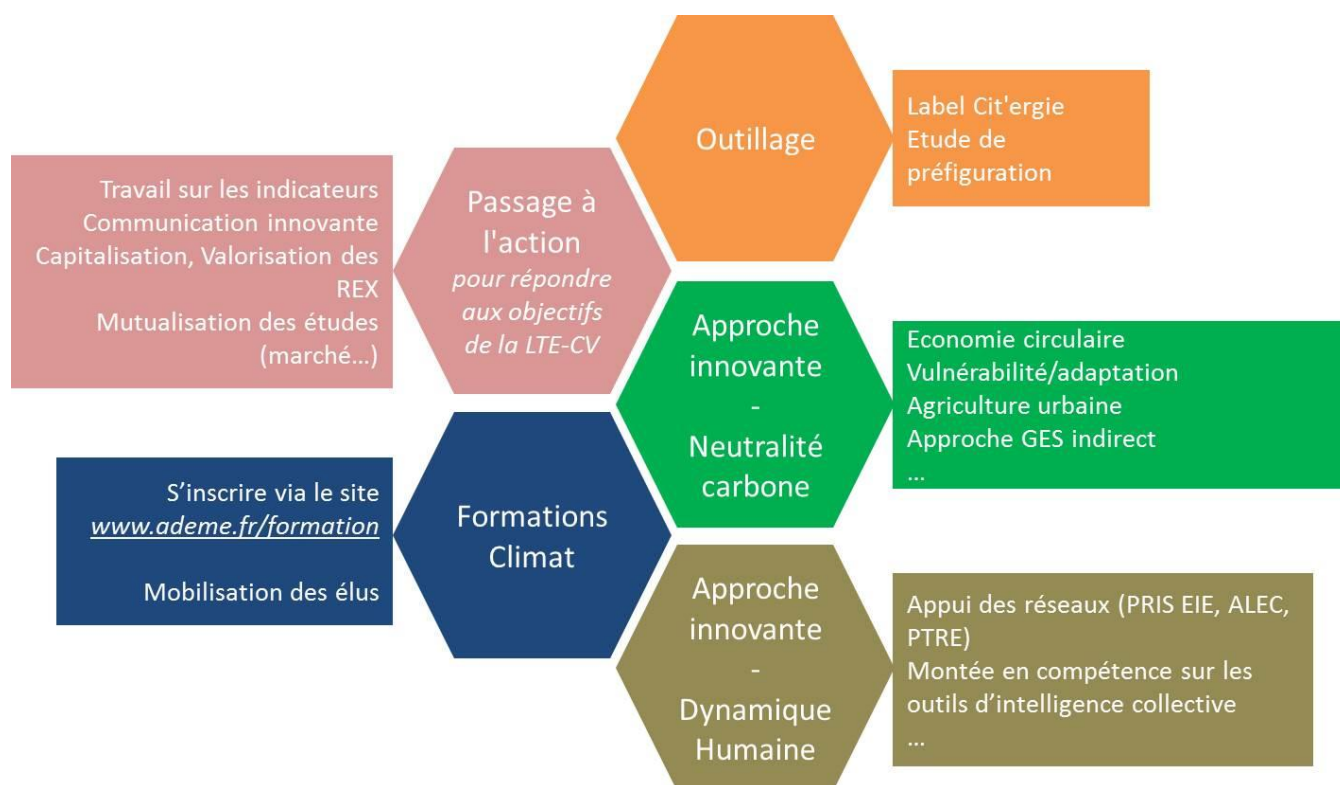 Outillage
Label Cit'ergie
Etude de
préfiguration
Travail sur les indicateurs
Communication innovante
Capitalisation, Valorisation des
REX
Mutualisation des études
(marché...)
Passage à
l'action
pour répondre
aux objectifs
de la LTE-CV
Approche
innovante
-
Neutralité
carbone
Economie circulaire
Vulnérabilité/adaptation
Agriculture urbaine
Approche GES indirect
...
S’inscrire via le site
www.ademe.fr/formation
Mobilisation des élus
Formations
Climat
Approche
innovante
-
Dynamique
Humaine
Appui des réseaux (PRIS EIE, ALEC,
PTRE)
Montée en compétence sur les
outils d’intelligence collective
...